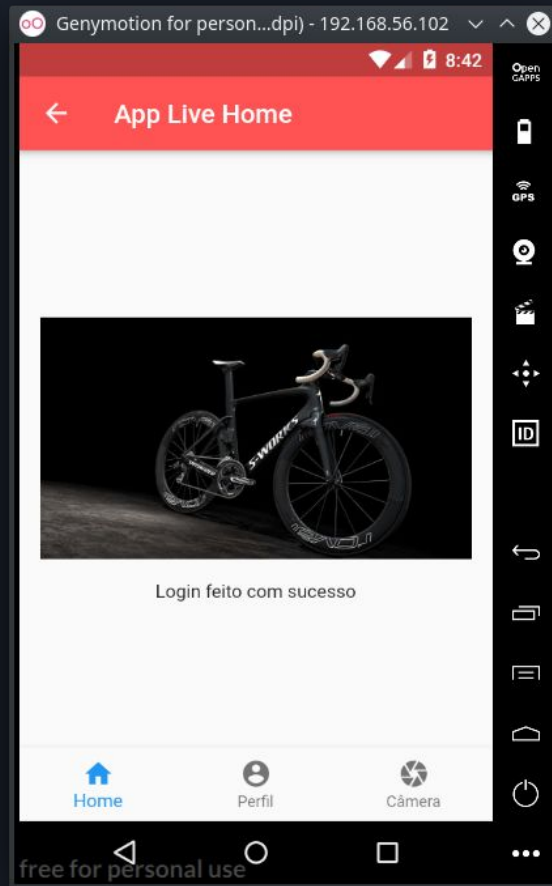 Genymotion for person...dpi) - 192.168.56.102
8:42
Open
GAPPS
App Live Home
GPS
ID
S-WORKS
Login feito com sucesso
Home
Perfil
Câmera
free for personal use